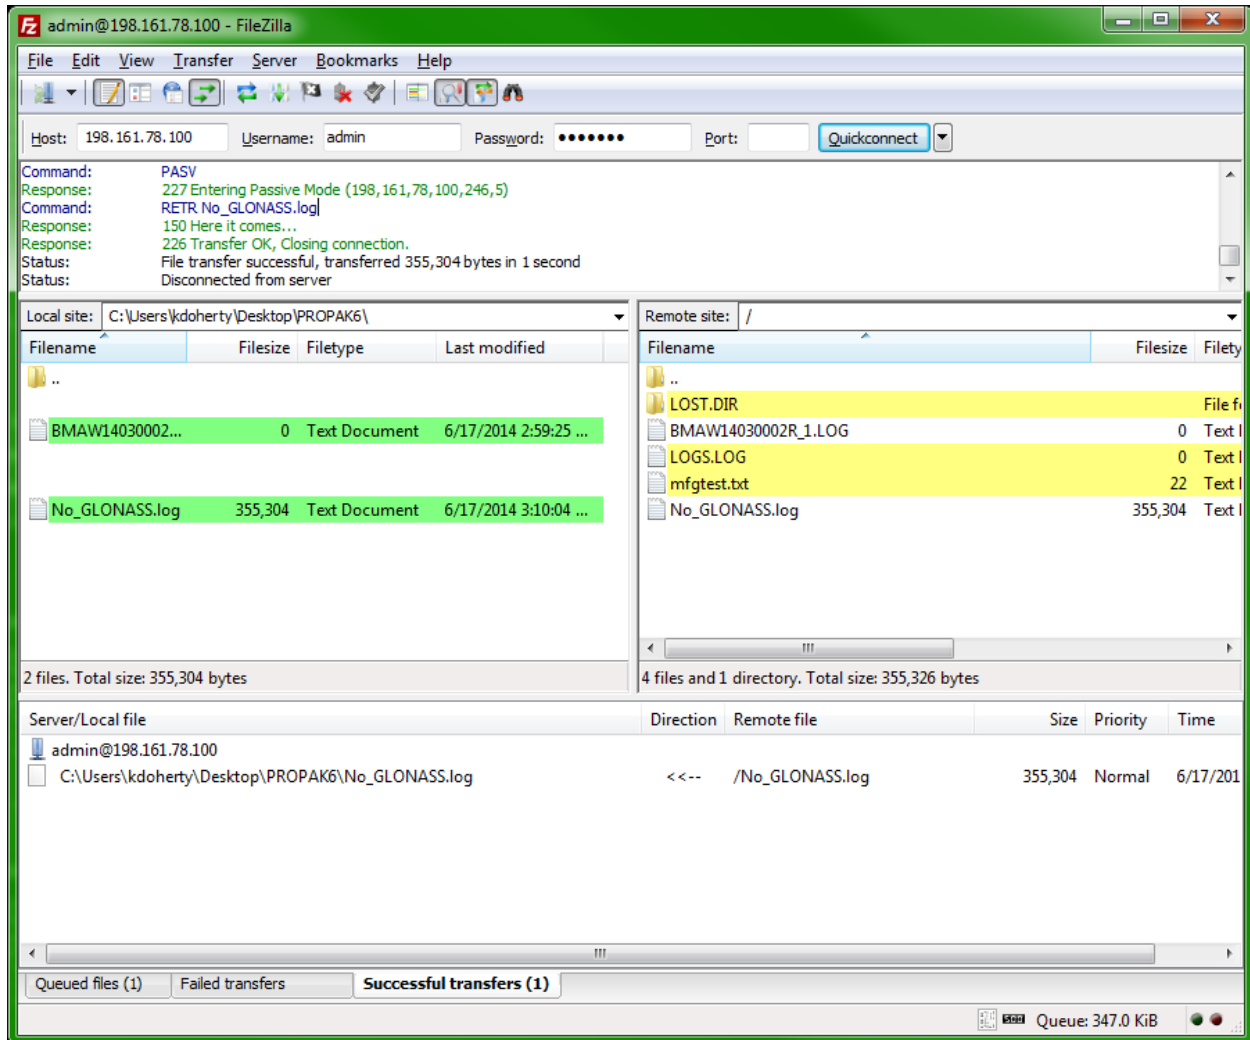 admin@198.161.78.100 - FileZilla
File Edit View Transfer Server Bookmarks Help
Host: 198.161.78.100 Username: admin Password: ●●●●●●● Port: Quickconnect
Command: PASV
Response: 227 Entering Passive Mode (198,161,78,100,246,5)
Command: RETR No_GLONASS.log
Response: 150 Here it comes...
Response: 226 Transfer OK, Closing connection.
Status: File transfer successful, transferred 355,304 bytes in 1 second
Status: Disconnected from server
Local site: C:\Users\kdoherty\Desktop\PROPAK6\
Filename Filesize Filetype Last modified
..
BMAW14030002... 0 Text Document 6/17/2014 2:59:25 ...
No_GLONASS.log 355,304 Text Document 6/17/2014 3:10:04 ...
2 files. Total size: 355,304 bytes
Remote site: /
Filename Filesize Filety
..
LOST.DIR File f
BMAW14030002R_1.LOG 0 Text
LOGS.LOG 0 Text
mfgtest.txt 22 Text
No_GLONASS.log 355,304 Text
4 files and 1 directory. Total size: 355,326 bytes
Server/Local file Direction Remote file Size Priority Time
admin@198.161.78.100
C:\Users\kdoherty\Desktop\PROPAK6\No_GLONASS.log <<-- /No_GLONASS.log 355,304 Normal 6/17/201
Queued files (1) Failed transfers Successful transfers (1)
Queue: 347.0 KiB